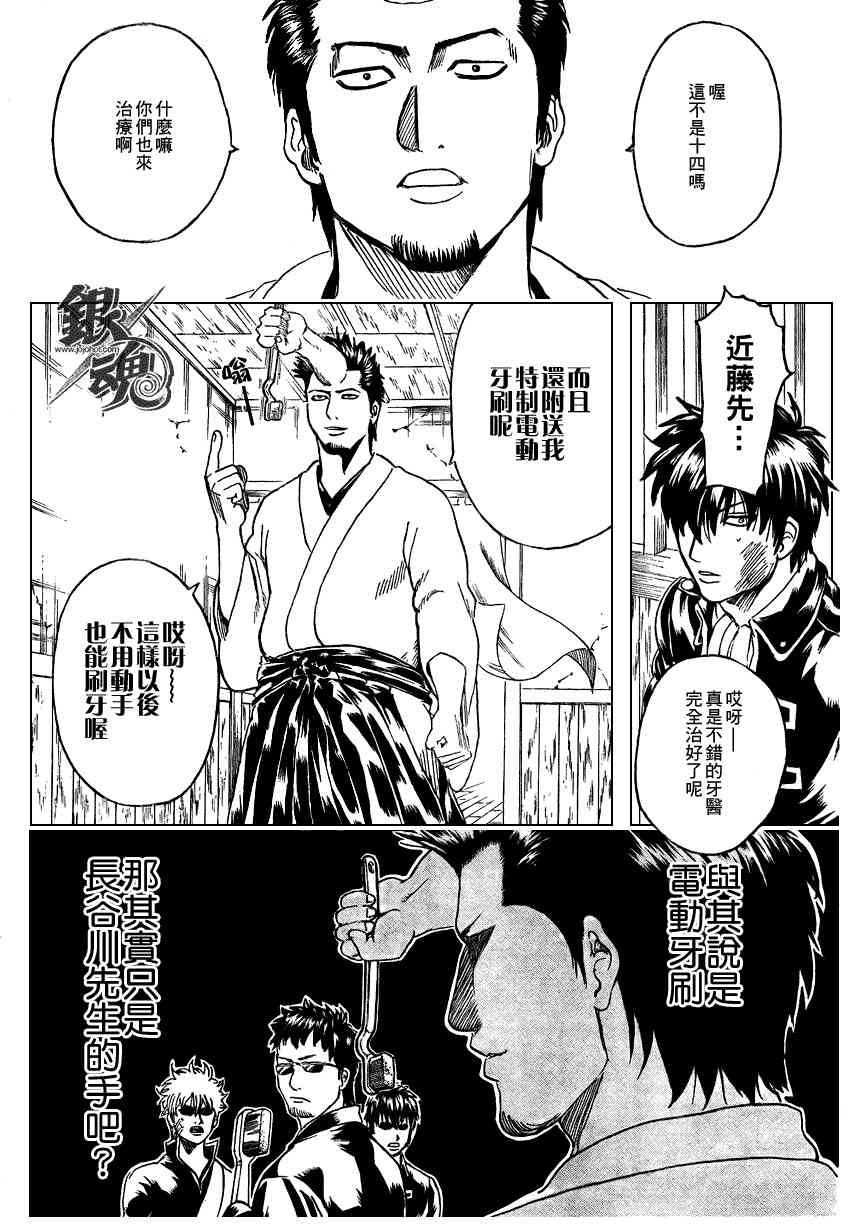 喔
這不是十四嗎
什麼嘛
你們也來
治療啊
近藤先…
哎呀──
真是不錯的牙醫
完全治好了呢
而且
還附送我
特制電動
牙刷呢
嗡──
哎呀～
這樣以後
不用動手
也能刷牙喔
銀魂
www.jojohot.com
與其說是
電動牙刷
那其實只是
長谷川先生的手吧？